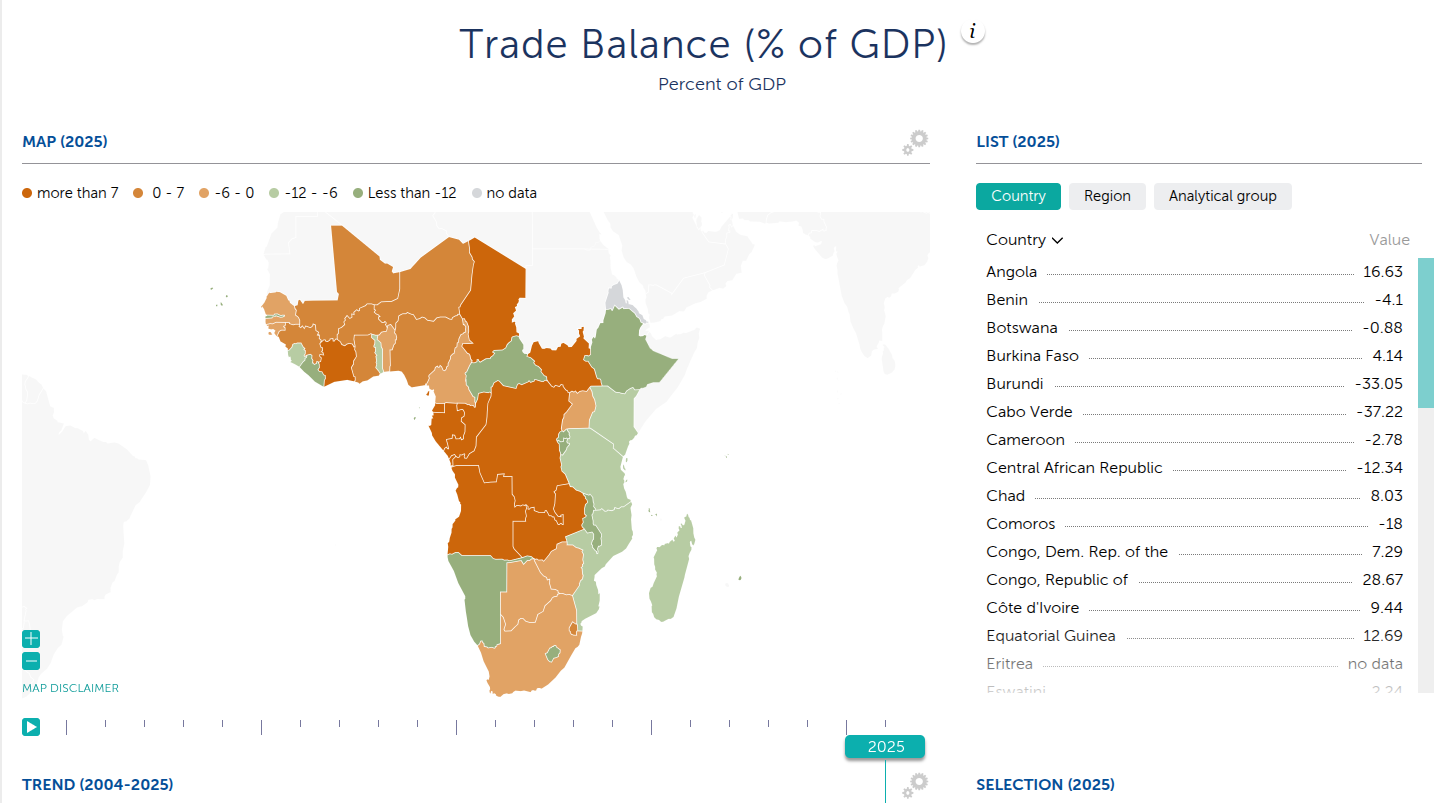 Trade Balance (% of GDP) i
Percent of GDP
MAP (2025)
more than 7 0 - 7 -6 - 0 -12 - -6 Less than -12 no data
MAP DISCLAIMER
2025
TREND (2004-2025)
LIST (2025)
Country Region Analytical group
Country Value
Angola 16.63
Benin -4.1
Botswana -0.88
Burkina Faso 4.14
Burundi -33.05
Cabo Verde -37.22
Cameroon -2.78
Central African Republic -12.34
Chad 8.03
Comoros -18
Congo, Dem. Rep. of the 7.29
Congo, Republic of 28.67
Côte d'Ivoire 9.44
Equatorial Guinea 12.69
Eritrea no data
Eswatini 2.24
SELECTION (2025)